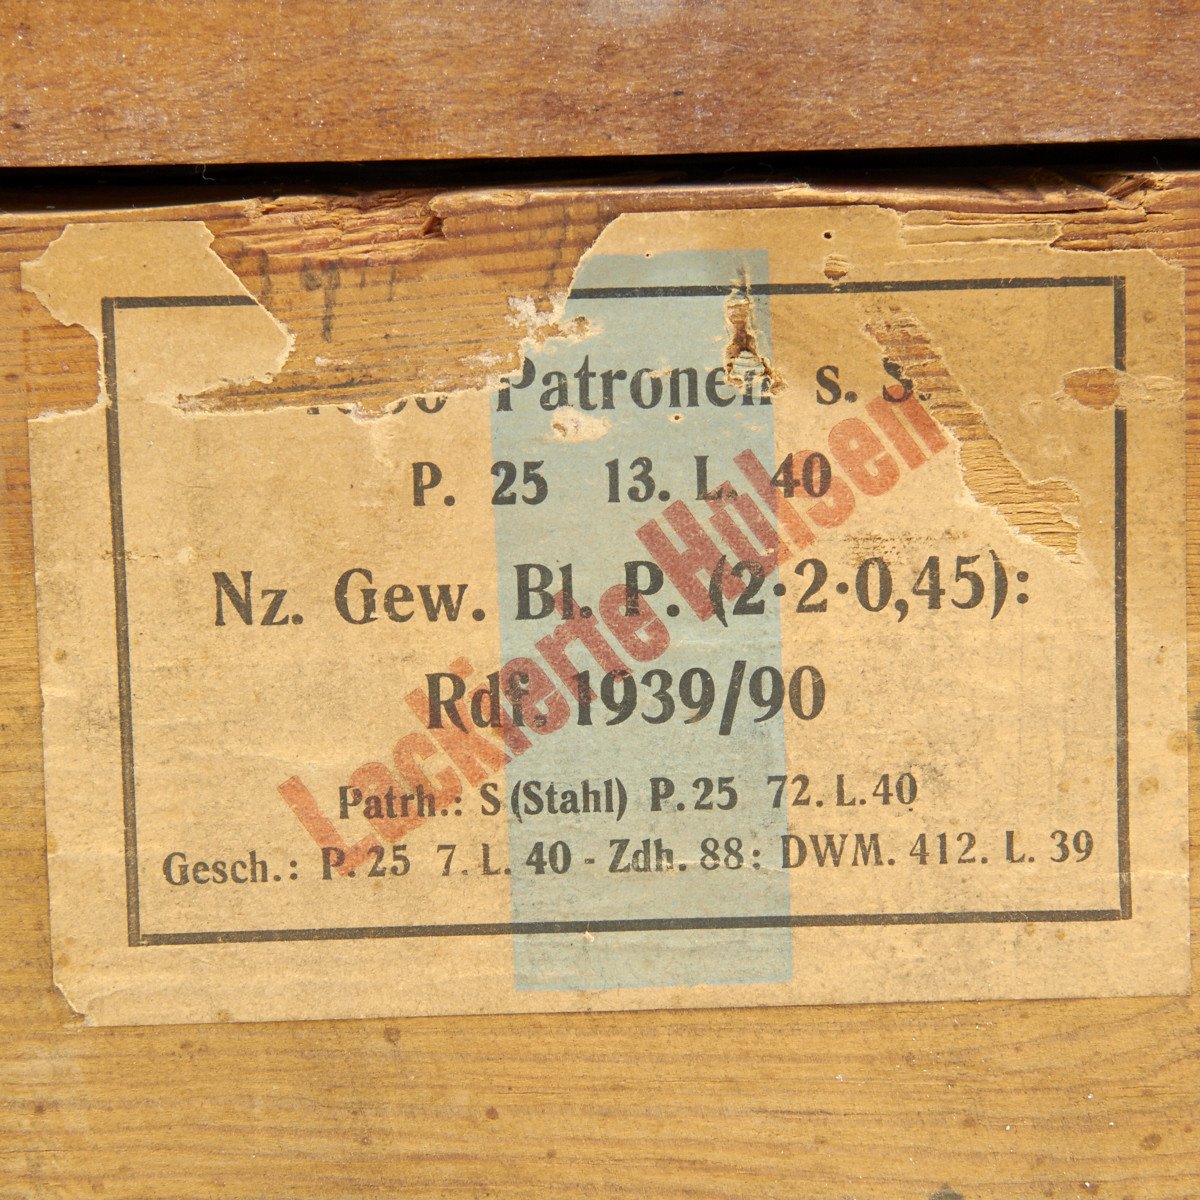 Patronen s. S.
P. 25 13. L. 40
Nz. Gew. Bl. P. (2·2·0,45):
Rdf. 1939/90
Patrh.: S (Stahl) P. 25 72. L. 40
Gesch.: P. 25 7. L. 40 - Zdh. 88: DWM. 412. L. 39
Lackierte Hülsen